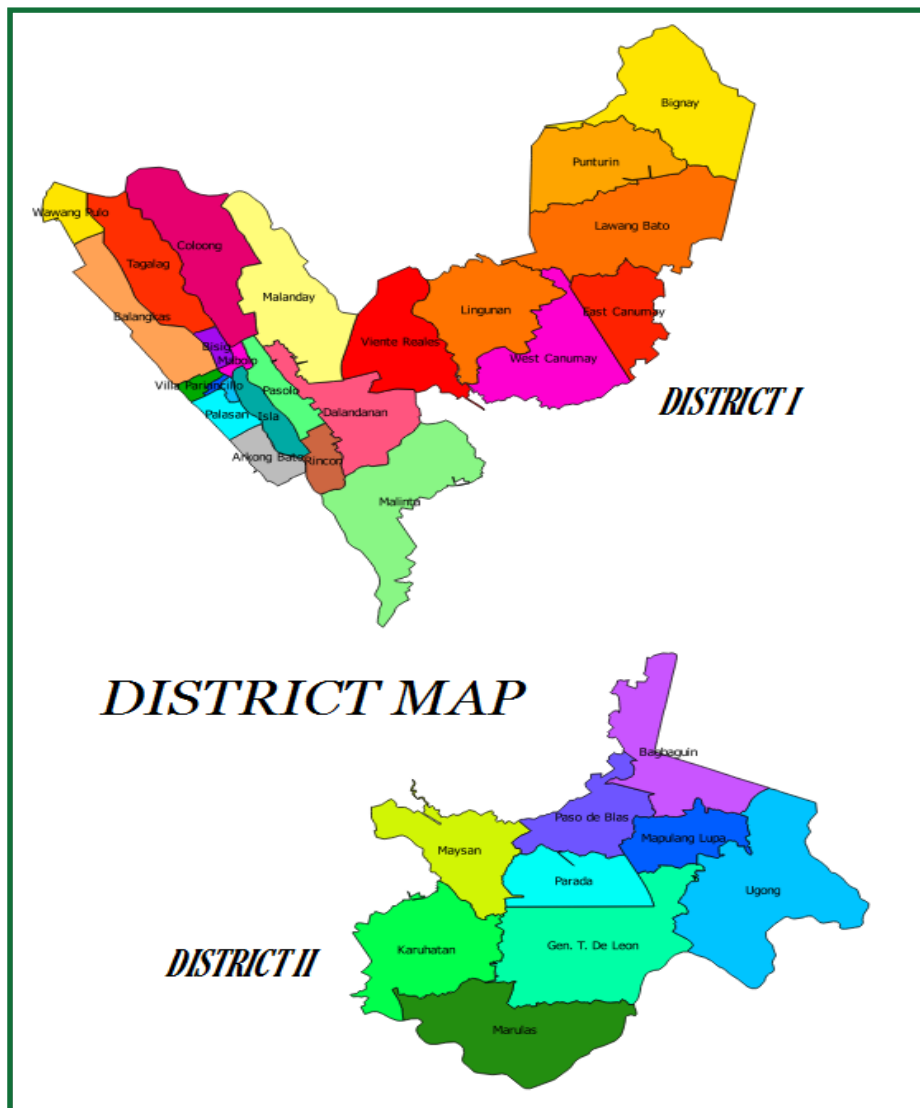 Bignay
Punturin
Wawang Pulo
Lawang Bato
Coloong
Tagalag
Malanday
Lingunan
East Canumay
Balangkas
Viente Reales
Bisig
West Canumay
Mabolo
Villa Pariancillo
Pasolo
DISTRICT I
Palasan
Isla
Dalandanan
Arkong Bato
Rincon
Malinta
DISTRICT MAP
Bagbaguin
Paso de Blas
Mapulang Lupa
Maysan
Parada
Ugong
Karuhatan
Gen. T. De Leon
DISTRICT II
Marulas